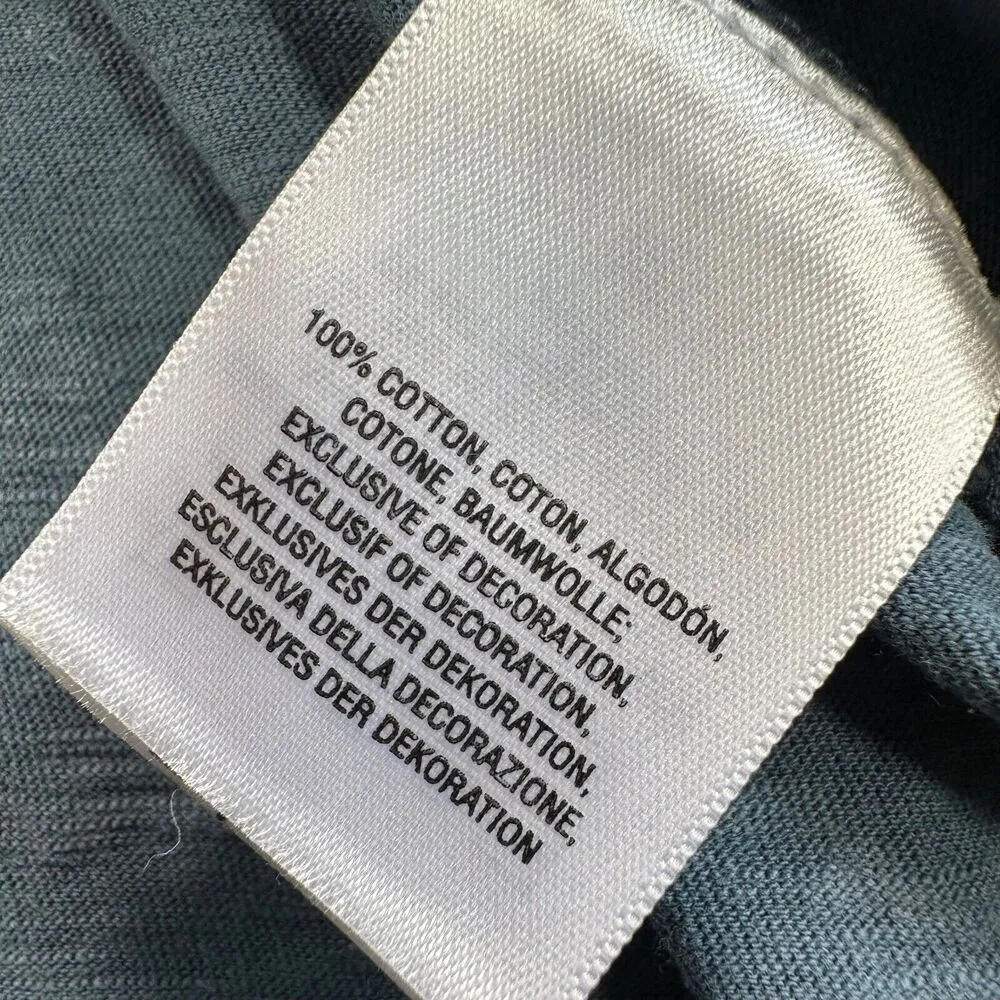 100% COTTON, COTON, ALGODÓN,
COTONE, BAUMWOLLE;
EXCLUSIVE OF DECORATION,
EXCLUSIF OF DECORATION,
EXKLUSIVES DER DEKORATION,
ESCLUSIVA DELLA DECORAZIONE,
EXKLUSIVES DER DEKORATION